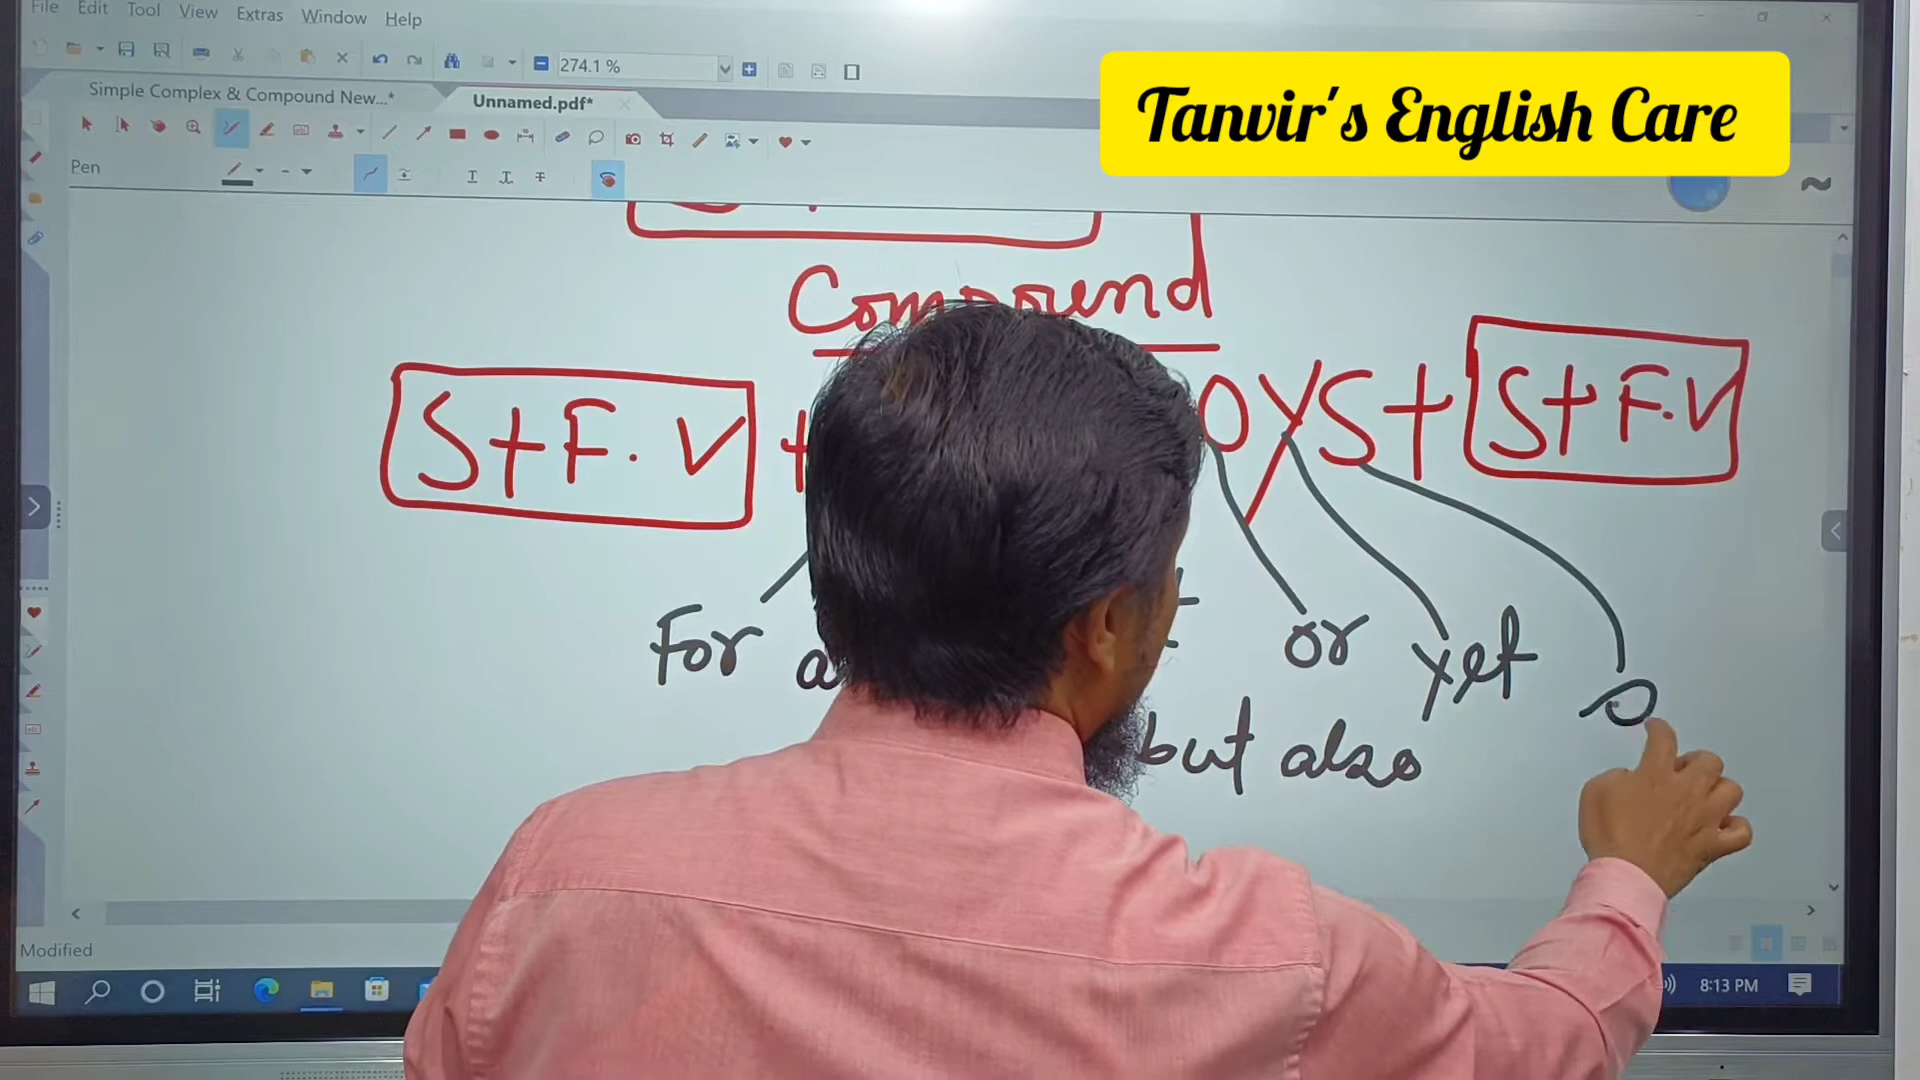 File Edit Tool View Extras Window Help
274.1 %
Simple Complex & Compound New...*
Unnamed.pdf*
Tanvir's English Care
Pen
Compound
S+F.V + OYS+ S+F.V
For or yet
but also
Modified
8:13 PM